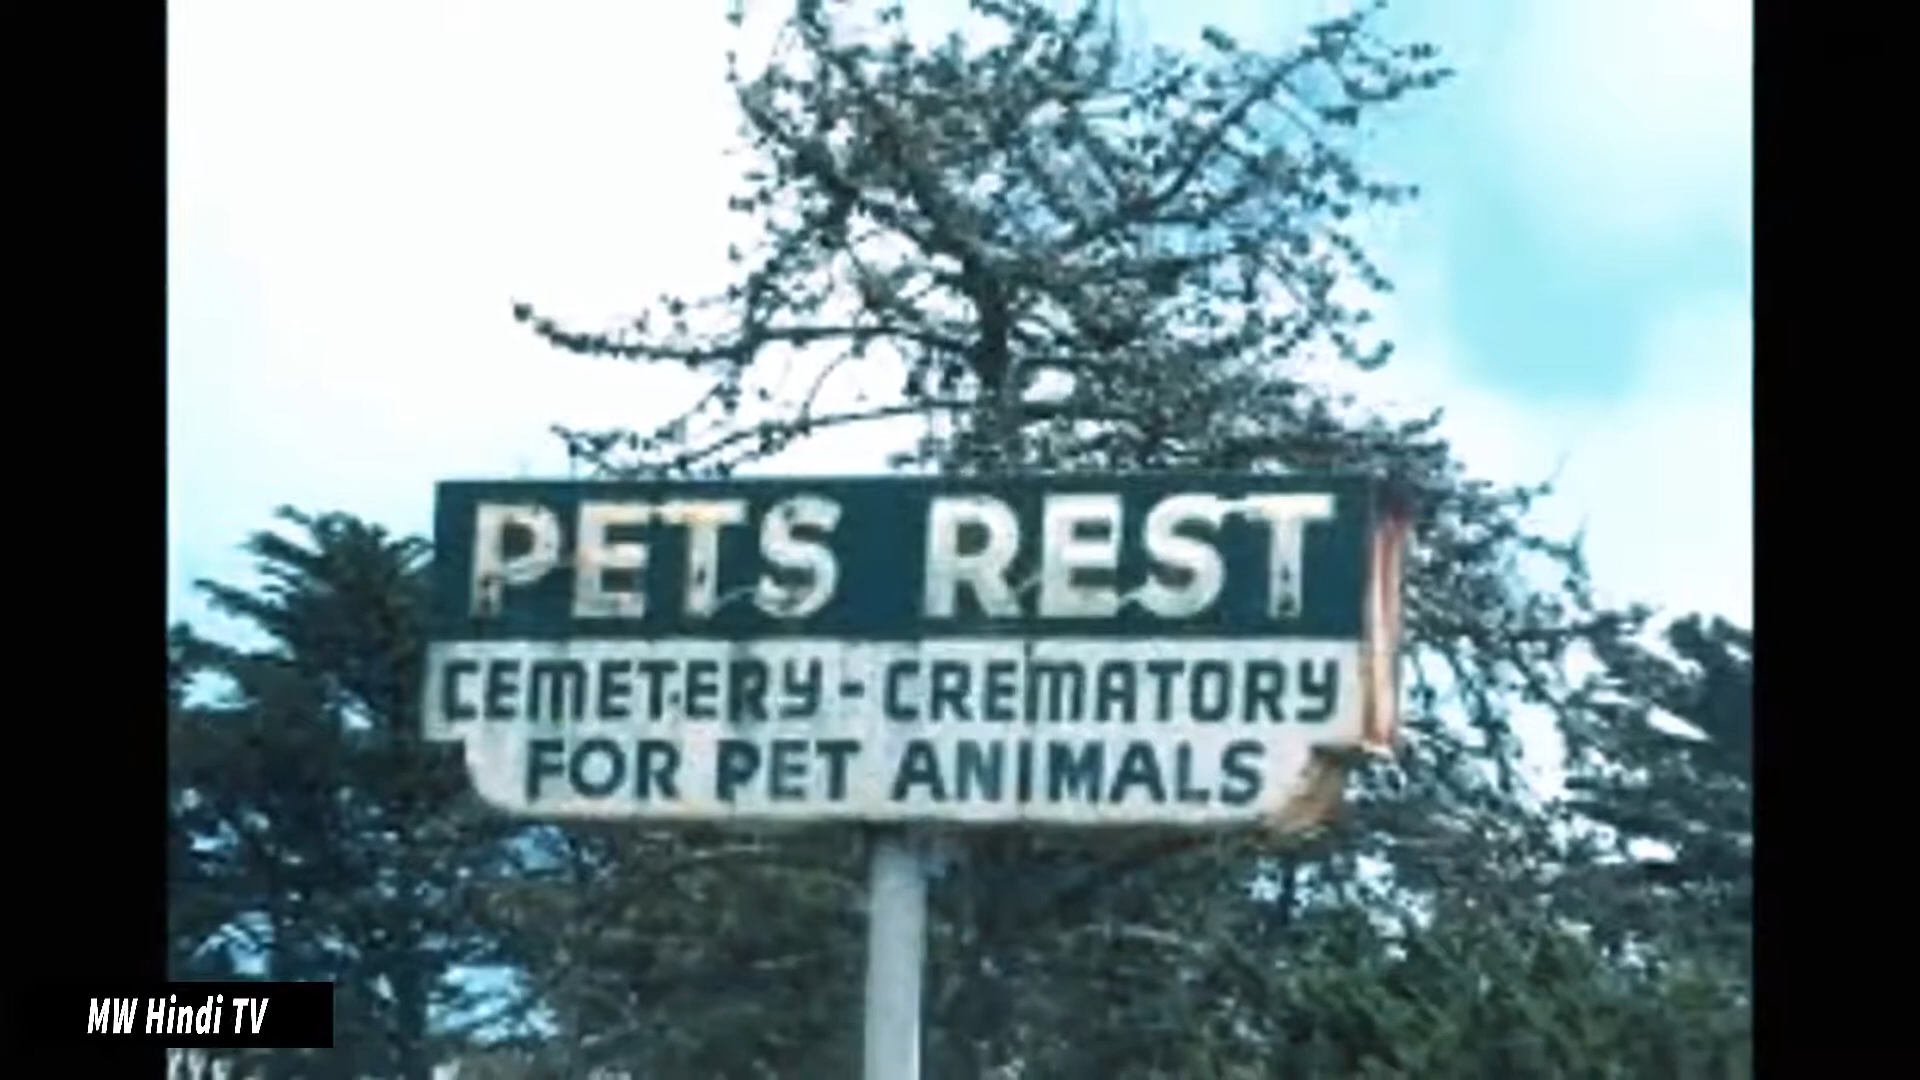 PETS REST
CEMETERY-CREMATORY
FOR PET ANIMALS
MW Hindi TV